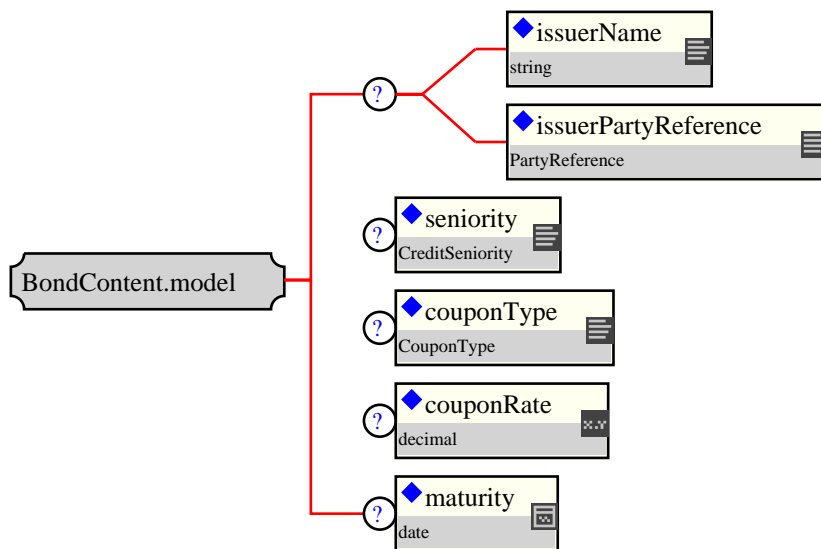 issuerName
string
?
issuerPartyReference
PartyReference
seniority
?
CreditSeniority
BondContent.model
couponType
?
CouponType
couponRate
?
decimal
x.y
maturity
?
date